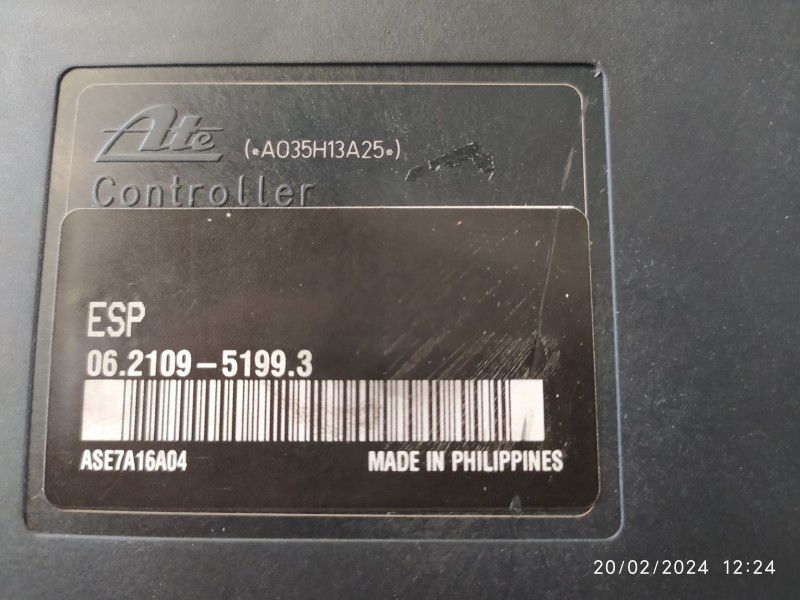 Ate (*A035H13A25*)
Controller
ESP
06.2109-5199.3
ASE7A16A04 MADE IN PHILIPPINES
20/02/2024 12:24